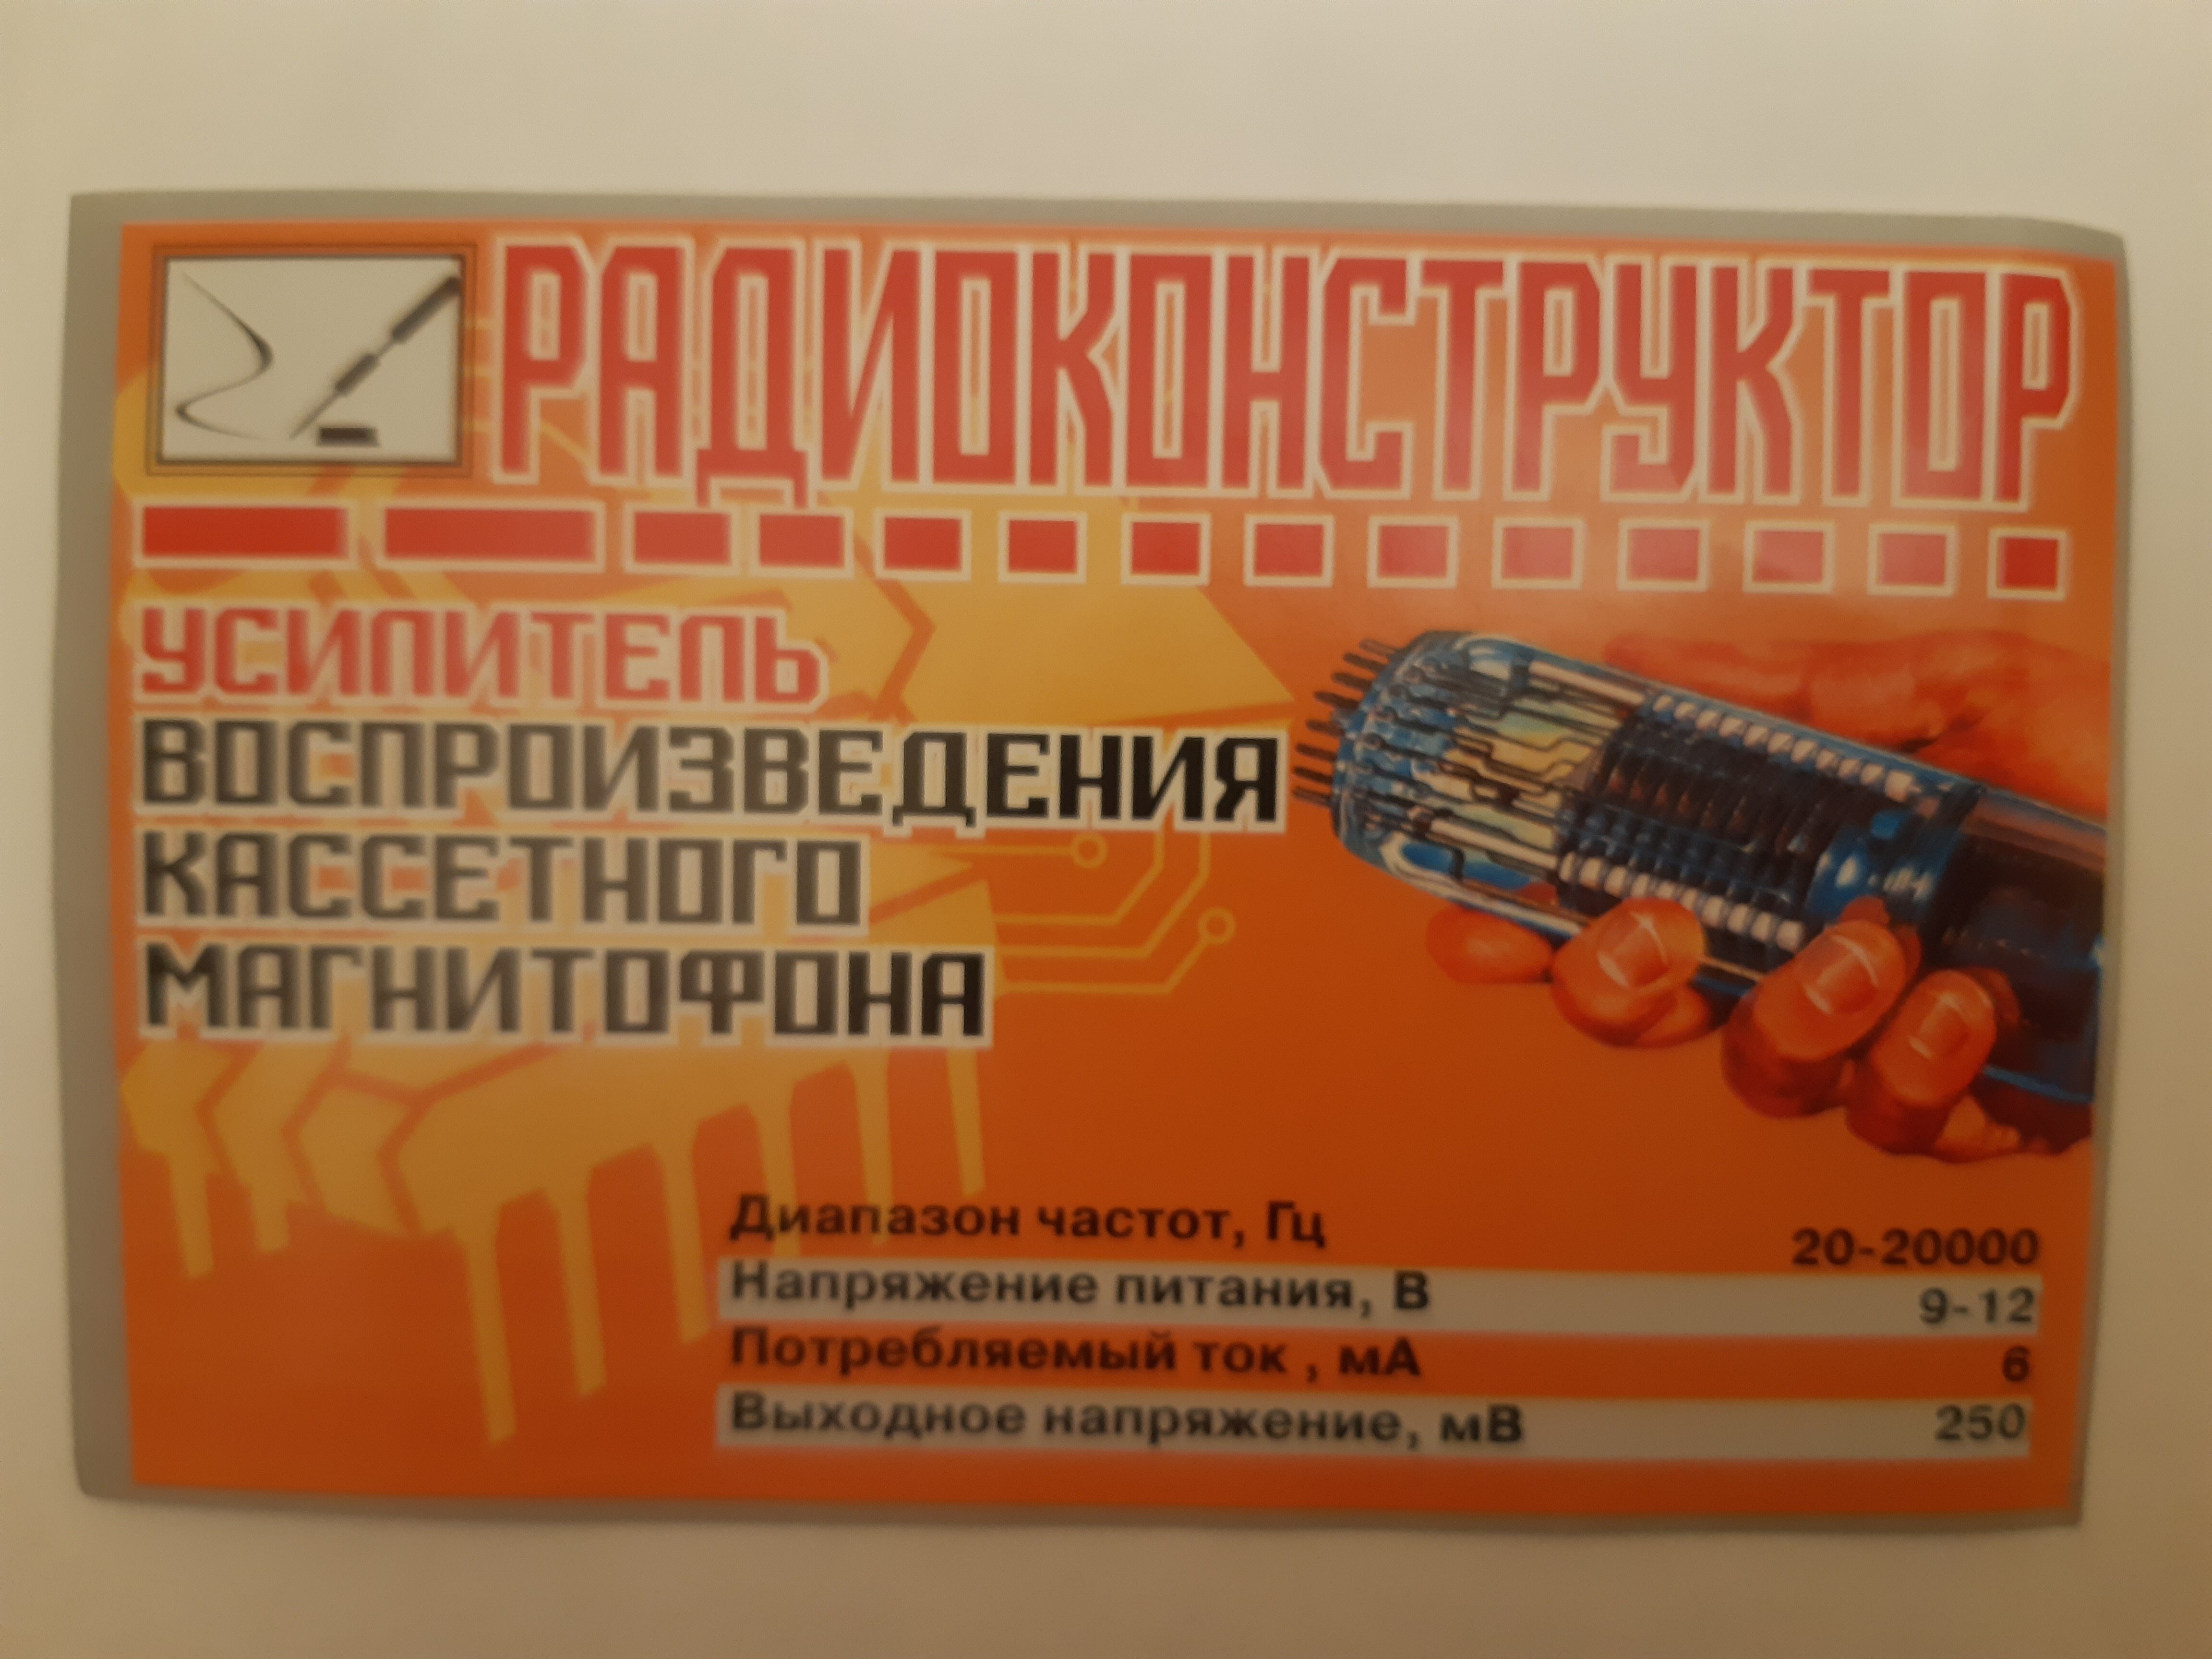 РАДИОКОНСТРУКТОР
УСИЛИТЕЛЬ
ВОСПРОИЗВЕДЕНИЯ
КАССЕТНОГО
МАГНИТОФОНА
Диапазон частот, Гц 20-20000
Напряжение питания, В 9-12
Потребляемый ток , мА 6
Выходное напряжение, мВ 250